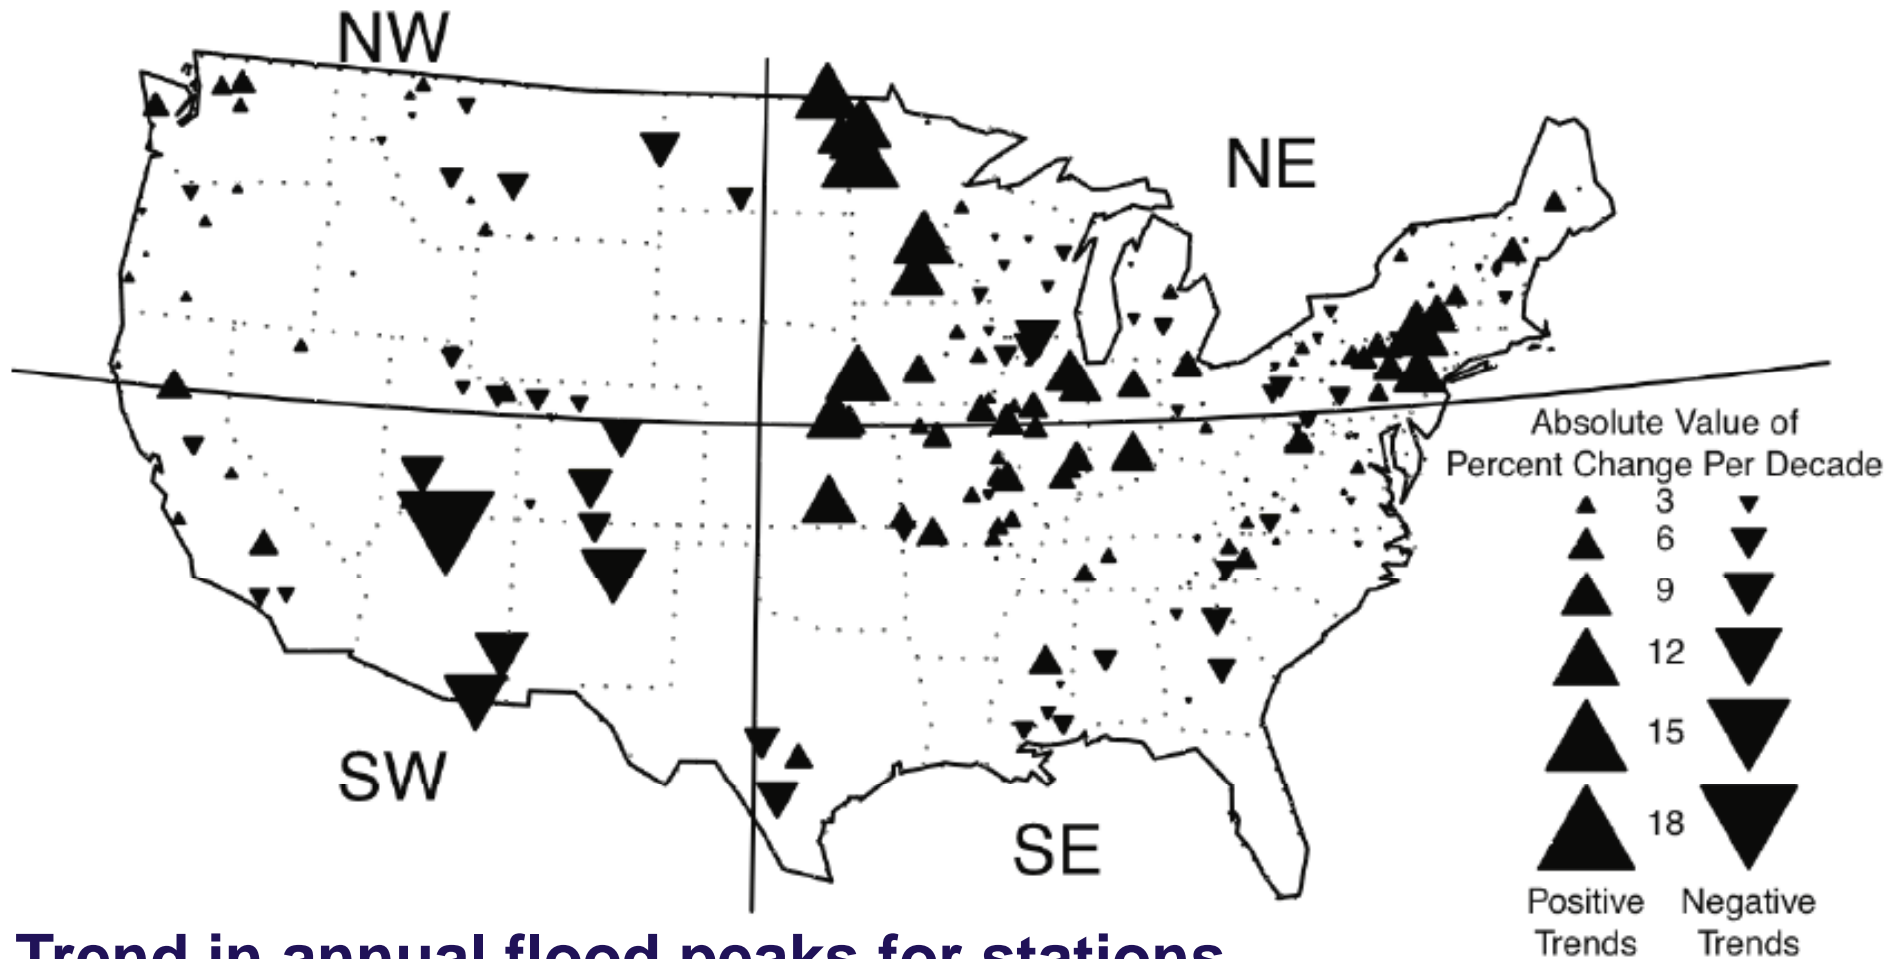 NW
NE
SW
SE
Absolute Value of
Percent Change Per Decade
3
6
9
12
15
18
Positive Negative
Trends Trends
Trend in annual flood peaks for stations